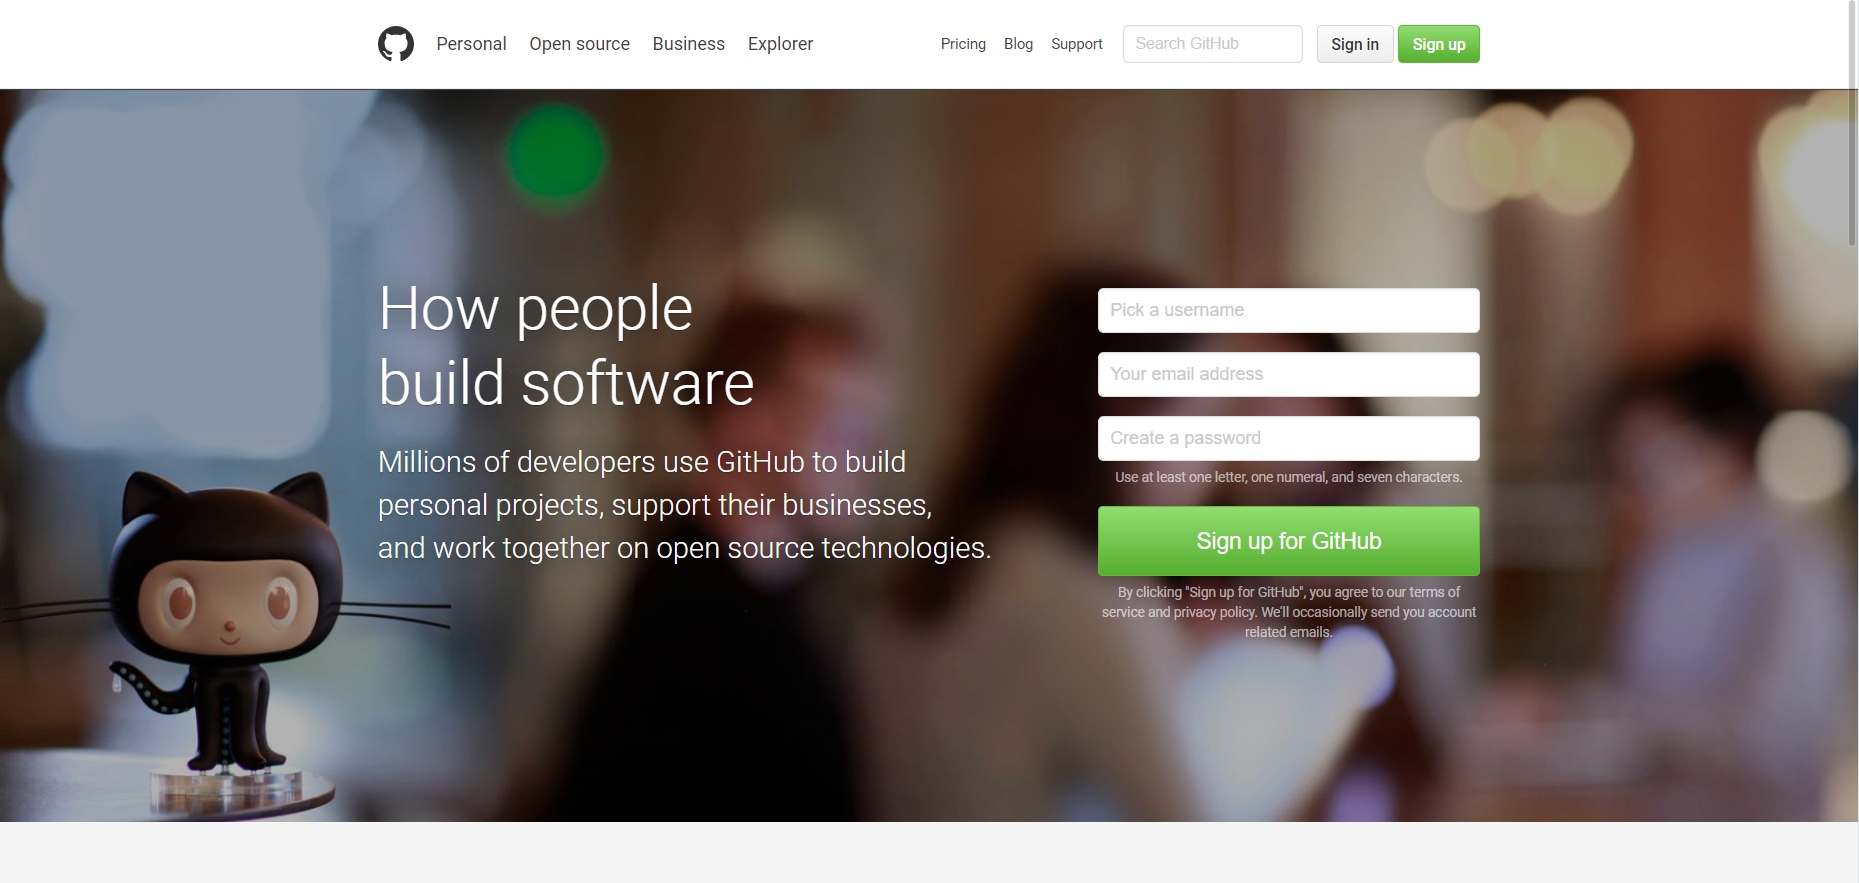 Personal Open source Business Explorer Pricing Blog Support Search GitHub Sign in Sign up
How people
build software
Millions of developers use GitHub to build
personal projects, support their businesses,
and work together on open source technologies.
Pick a username
Your email address
Create a password
Use at least one letter, one numeral, and seven characters.
Sign up for GitHub
By clicking "Sign up for GitHub", you agree to our terms of
service and privacy policy. We'll occasionally send you account
related emails.